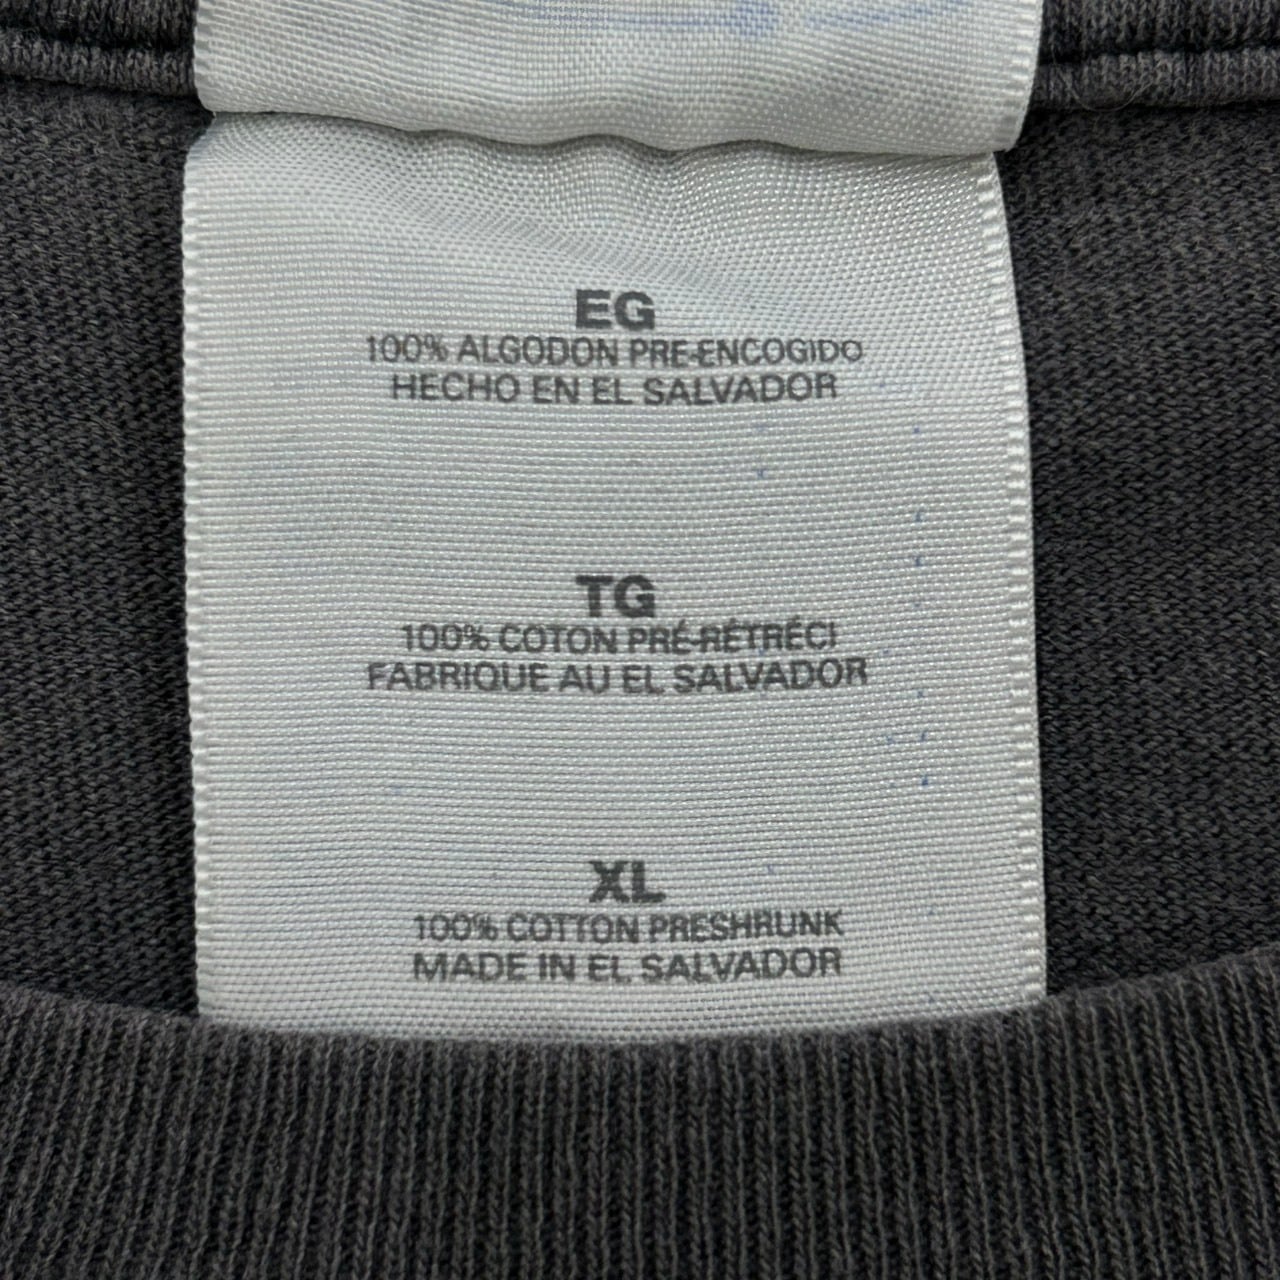 EG
100% ALGODON PRE-ENCOGIDO
HECHO EN EL SALVADOR
TG
100% COTON PRÉ-RÉTRÉCI
FABRIQUE AU EL SALVADOR
XL
100% COTTON PRESHRUNK
MADE IN EL SALVADOR